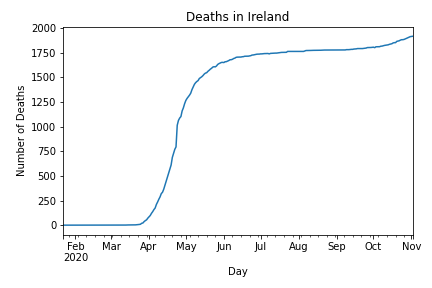 Deaths in Ireland
Number of Deaths
2000
1750
1500
1250
1000
750
500
250
0
Feb Mar Apr May Jun Jul Aug Sep Oct Nov
2020
Day